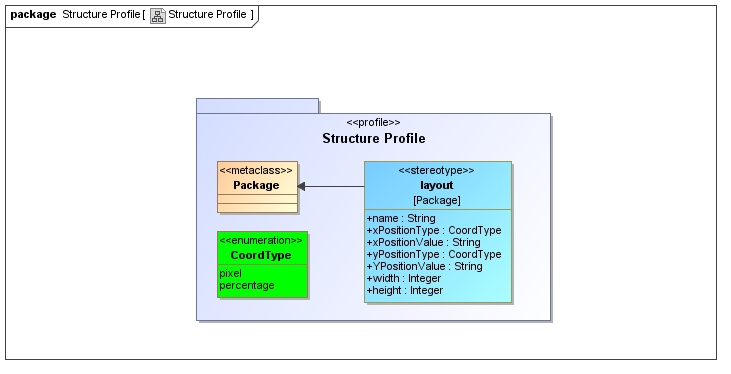 package Structure Profile [ Structure Profile ]
<<profile>>
Structure Profile
<<metaclass>>
Package
<<stereotype>>
layout
[Package]
+name : String
+xPositionType : CoordType
+xPositionValue : String
+yPositionType : CoordType
+YPositionValue : String
+width : Integer
+height : Integer
<<enumeration>>
CoordType
pixel
percentage